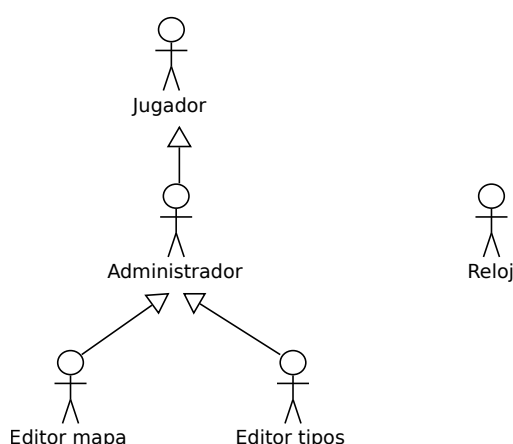 Jugador
Administrador
Reloj
Editor mapa
Editor tipos